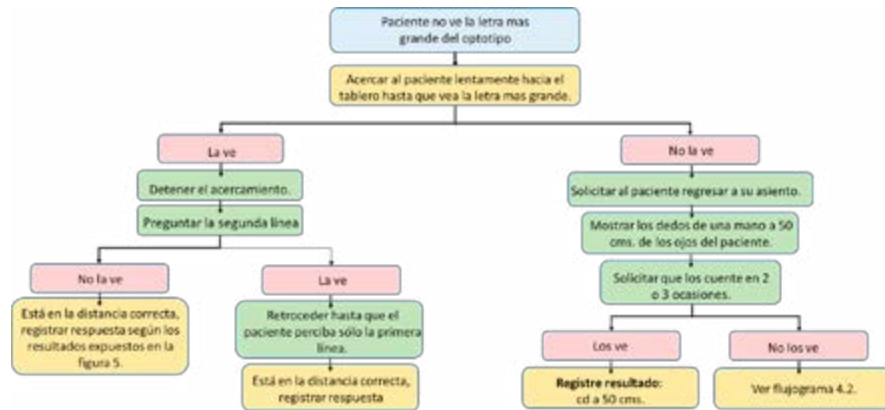 Paciente no ve la letra mas
grande del optotipo
Acercar al paciente lentamente hacia el
tablero hasta que vea la letra mas grande.
La ve
No la ve
Detener el acercamiento.
Solicitar al paciente regresar a su asiento.
Preguntar la segunda línea
Mostrar los dedos de una mano a 50
cms. de los ojos del paciente.
No la ve
La ve
Solicitar que los cuente en 2
o 3 ocasiones.
Está en la distancia correcta,
registrar respuesta según los
resultados expuestos en la
figura 5.
Retroceder hasta que el
paciente perciba sólo la primera
línea.
Los ve
No los ve
Está en la distancia correcta,
registrar respuesta
Registre resultado:
cd a 50 cms.
Ver flujograma 4.2.